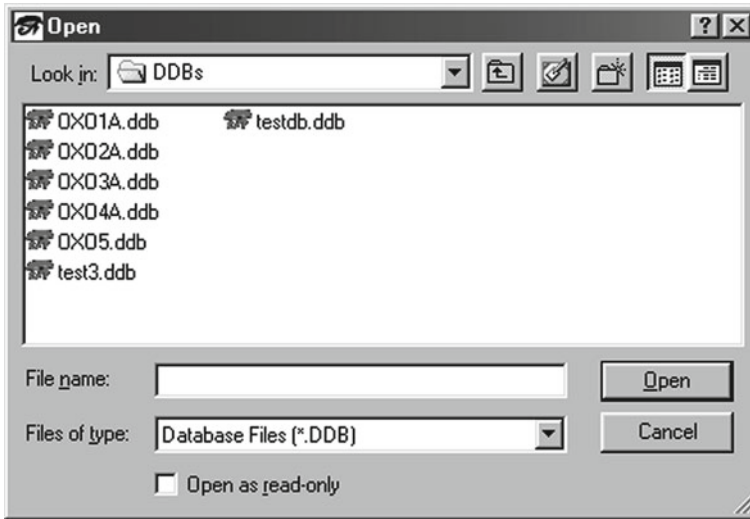 Open
Look in: DDBs
0X01A.ddb testdb.ddb
0X02A.ddb
0X03A.ddb
0X04A.ddb
0X05.ddb
test3.ddb
File name: Open
Files of type: Database Files (*.DDB) Cancel
Open as read-only